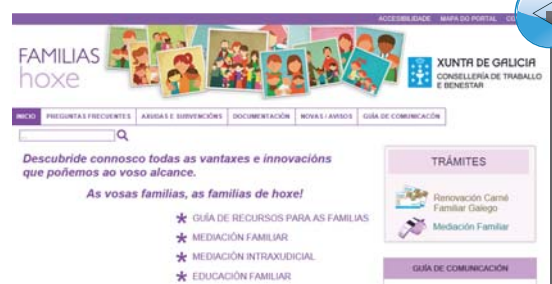 ACCESIBILIDADE MAPA DO PORTAL
FAMILIAS
hoxe
XUNTA DE GALICIA
CONSELLERÍA DE TRABALLO
E BENESTAR
INICIO PREGUNTAS FRECUENTES AXUDAS E SUBVENCIÓNS DOCUMENTACIÓN NOVAS / AVISOS GUÍA DE COMUNICACÓN
Descubride connosco todas as vantaxes e innovacións
que poñemos ao voso alcance.
As vosas familias, as familias de hoxe!
GUÍA DE RECURSOS PARA AS FAMILIAS
MEDIACIÓN FAMILIAR
MEDIACIÓN INTRAXUDICIAL
EDUCACIÓN FAMILIAR
TRÁMITES
Renovación Carné
Familiar Galego
Mediación Familiar
GUÍA DE COMUNICACIÓN